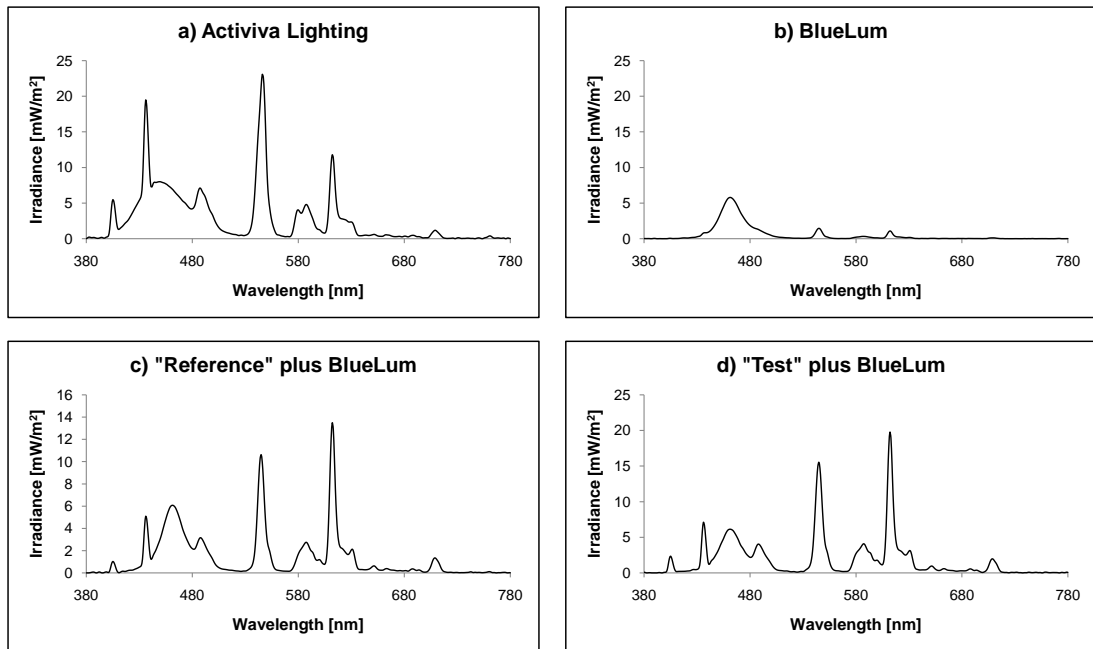 a) Activiva Lighting
Irradiance [mW/m²]
25
20
15
10
5
0
380 480 580 680 780
Wavelength [nm]
b) BlueLum
Irradiance [mW/m²]
25
20
15
10
5
0
380 480 580 680 780
Wavelength [nm]
c) "Reference" plus BlueLum
Irradiance [mW/m²]
16
14
12
10
8
6
4
2
0
380 480 580 680 780
Wavelength [nm]
d) "Test" plus BlueLum
Irradiance [mW/m²]
25
20
15
10
5
0
380 480 580 680 780
Wavelength [nm]